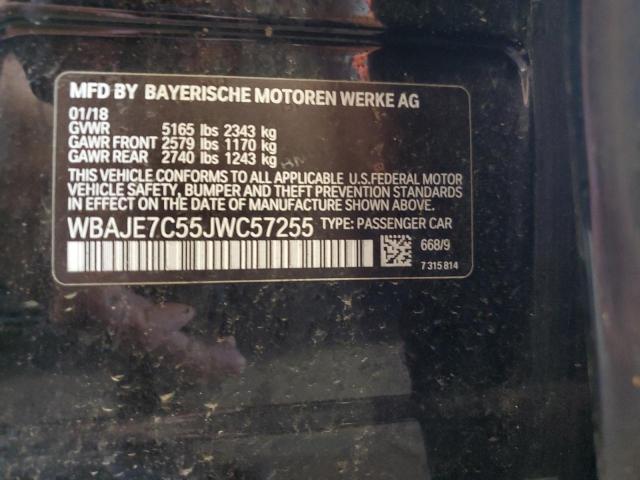 MFD BY BAYERISCHE MOTOREN WERKE AG
01/18
GVWR 5165 lbs 2343 kg
GAWR FRONT 2579 lbs 1170 kg
GAWR REAR 2740 lbs 1243 kg
THIS VEHICLE CONFORMS TO ALL APPLICABLE U.S.FEDERAL MOTOR
VEHICLE SAFETY, BUMPER AND THEFT PREVENTION STANDARDS
IN EFFECT ON THE DATE OF MANUFACTURE SHOWN ABOVE.
WBAJE7C55JWC57255 TYPE: PASSENGER CAR
668/9
7 315 814